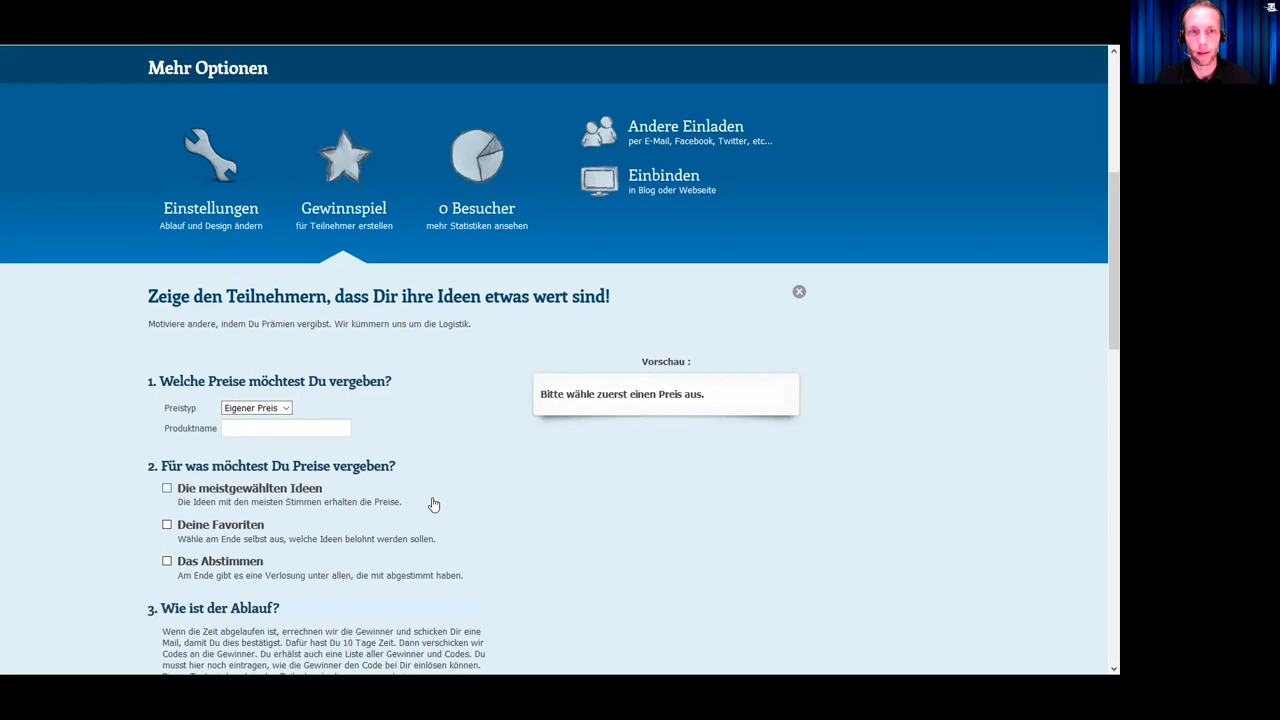 Mehr Optionen
Andere Einladen
per E-Mail, Facebook, Twitter, etc...
Einbinden
in Blog oder Webseite
Einstellungen
Ablauf und Design ändern
Gewinnspiel
für Teilnehmer erstellen
0 Besucher
mehr Statistiken ansehen
Zeige den Teilnehmern, dass Dir ihre Ideen etwas wert sind!
Motiviere andere, indem Du Prämien vergibst. Wir kümmern uns um die Logistik.
Vorschau :
Bitte wähle zuerst einen Preis aus.
1. Welche Preise möchtest Du vergeben?
Preistyp Eigener Preis
Produktname
2. Für was möchtest Du Preise vergeben?
Die meistgewählten Ideen
Die Ideen mit den meisten Stimmen erhalten die Preise.
Deine Favoriten
Wähle am Ende selbst aus, welche Ideen belohnt werden sollen.
Das Abstimmen
Am Ende gibt es eine Verlosung unter allen, die mit abgestimmt haben.
3. Wie ist der Ablauf?
Wenn die Zeit abgelaufen ist, errechnen wir die Gewinner und schicken Dir eine
Mail, damit Du dies bestätigst. Dafür hast Du 10 Tage Zeit. Dann verschicken wir
Codes an die Gewinner. Du erhälst auch eine Liste aller Gewinner und Codes. Du
musst hier noch eintragen, wie die Gewinner den Code bei Dir einlösen können.